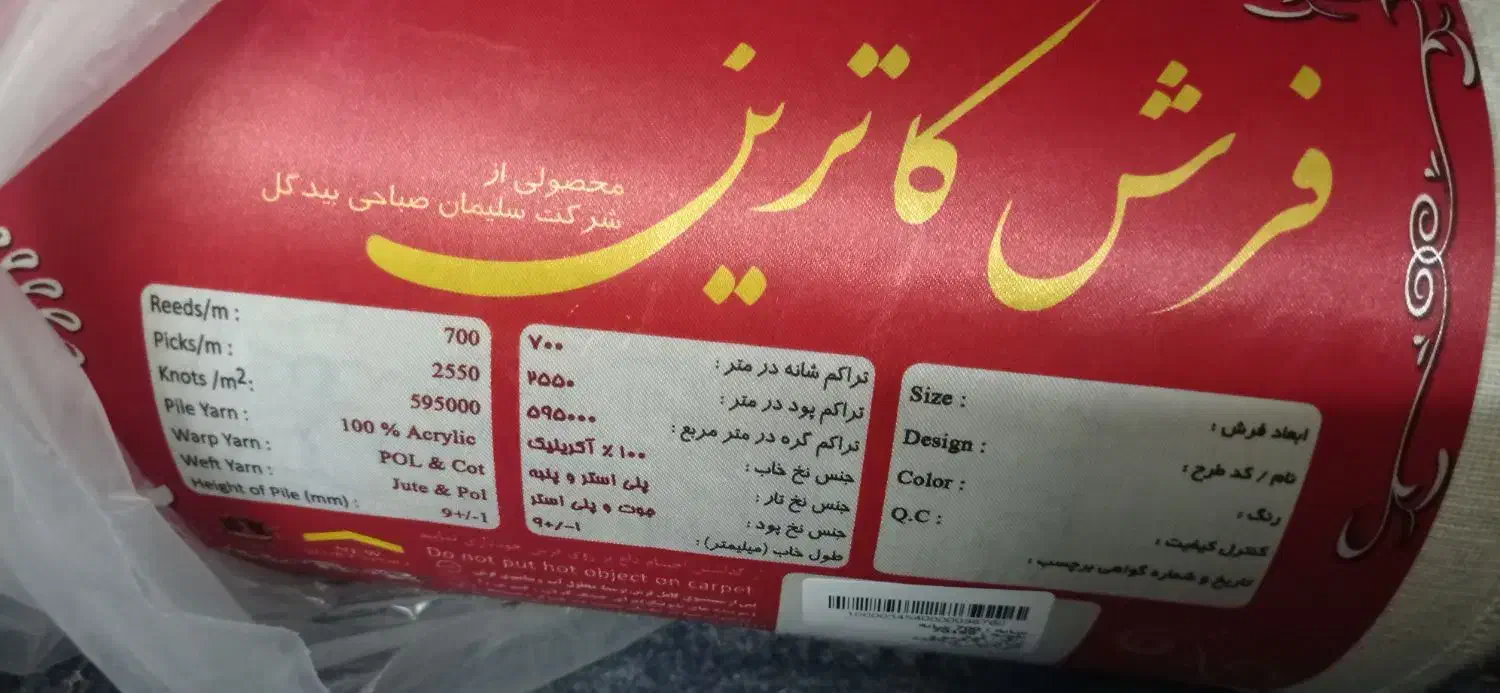 فرش کاترین
محصولی از
شرکت سلیمان صباحی بیدگل
Reeds/m : 700
Picks/m : 2550
Knots /m2: 595000
Pile Yarn : 100 % Acrylic
Warp Yarn : POL & Cot
Weft Yarn : Jute & Pol
Height of Pile (mm) : 9+/-1
تراکم شانه در متر : ۷۰۰
تراکم پود در متر : ۲۵۵۰
تراکم گره در متر مربع : ۵۹۵۰۰۰
جنس نخ خاب : ۱۰۰ ٪ آکریلیک
جنس نخ تار : پلی استر و پنبه
جنس نخ پود : جوت و پلی استر
طول خاب (میلیمتر) : ۹+/-۱
Size : ابعاد فرش :
Design : نام / کد طرح :
Color : رنگ :
Q.C : کنترل کیفیت :
تاریخ و شماره گواهی برچسب :
Do not put hot object on carpet